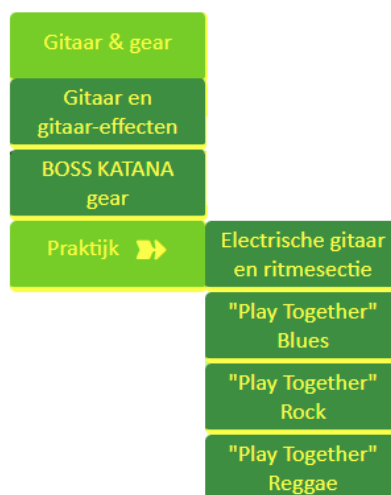 Gitaar & gear
Gitaar en
gitaar-effecten
BOSS KATANA
gear
Praktijk
Electrische gitaar
en ritmesectie
"Play Together"
Blues
"Play Together"
Rock
"Play Together"
Reggae